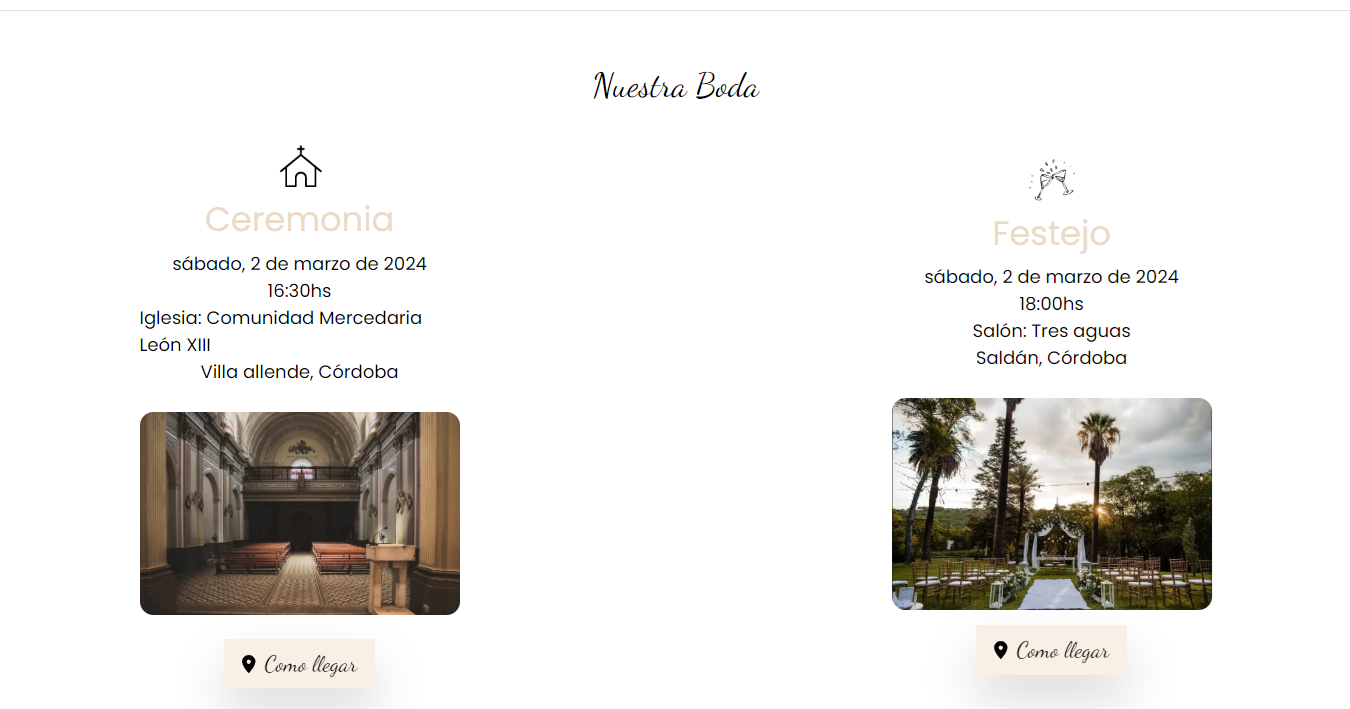 Nuestra Boda
Ceremonia
sábado, 2 de marzo de 2024
16:30hs
Iglesia: Comunidad Mercedaria
León XIII
Villa allende, Córdoba
Como llegar
Festejo
sábado, 2 de marzo de 2024
18:00hs
Salón: Tres aguas
Saldán, Córdoba
Como llegar